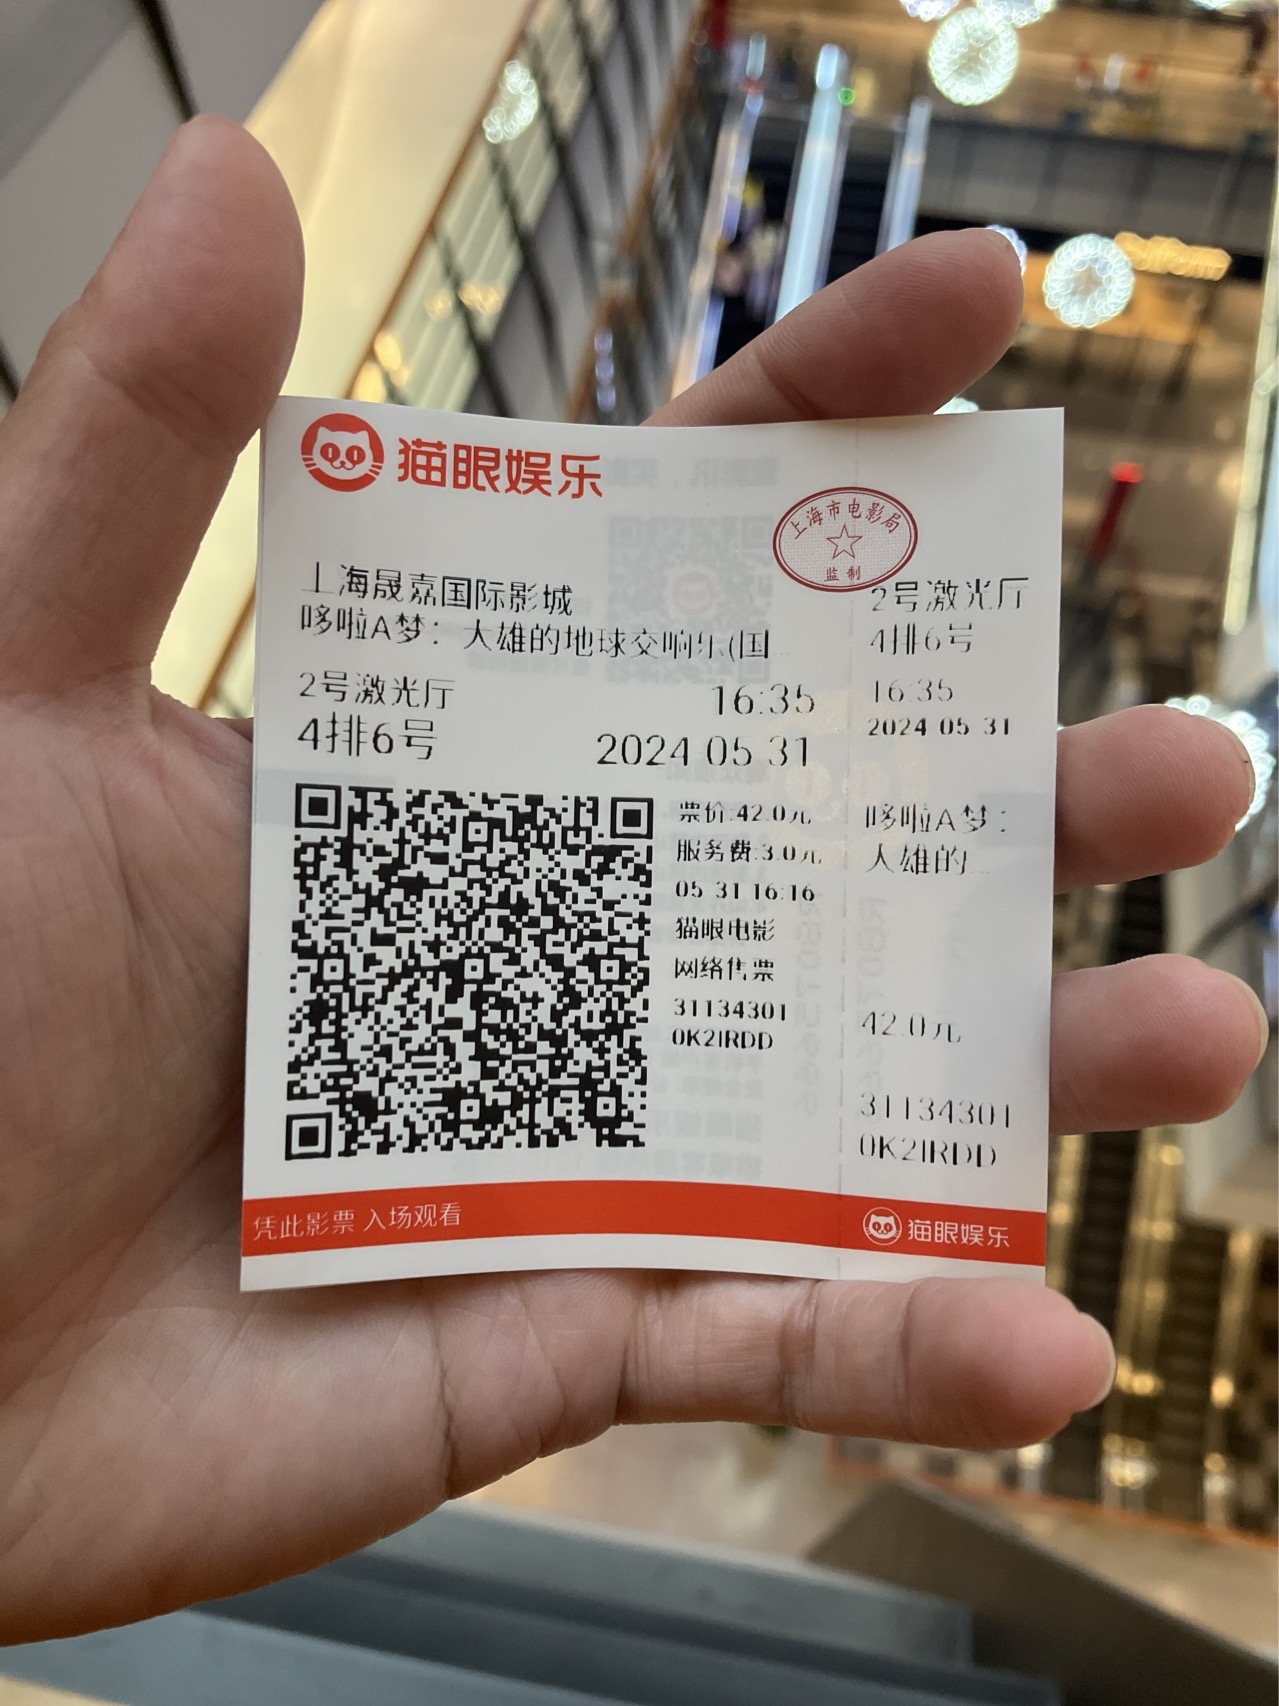 猫眼娱乐
上海市电影局
监制
上海晟嘉国际影城
哆啦A梦：大雄的地球交响乐(国...
2号激光厅
16:35
4排6号
2024 05 31
票价:42.0元
服务费:3.0元
05 31 16:16
猫眼电影
网络售票
31134301
0K2IRDD
2号激光厅
4排6号
16:35
2024 05 31
哆啦A梦：
大雄的...
42.0元
31134301
0K2IRDD
凭此影票 入场观看
猫眼娱乐